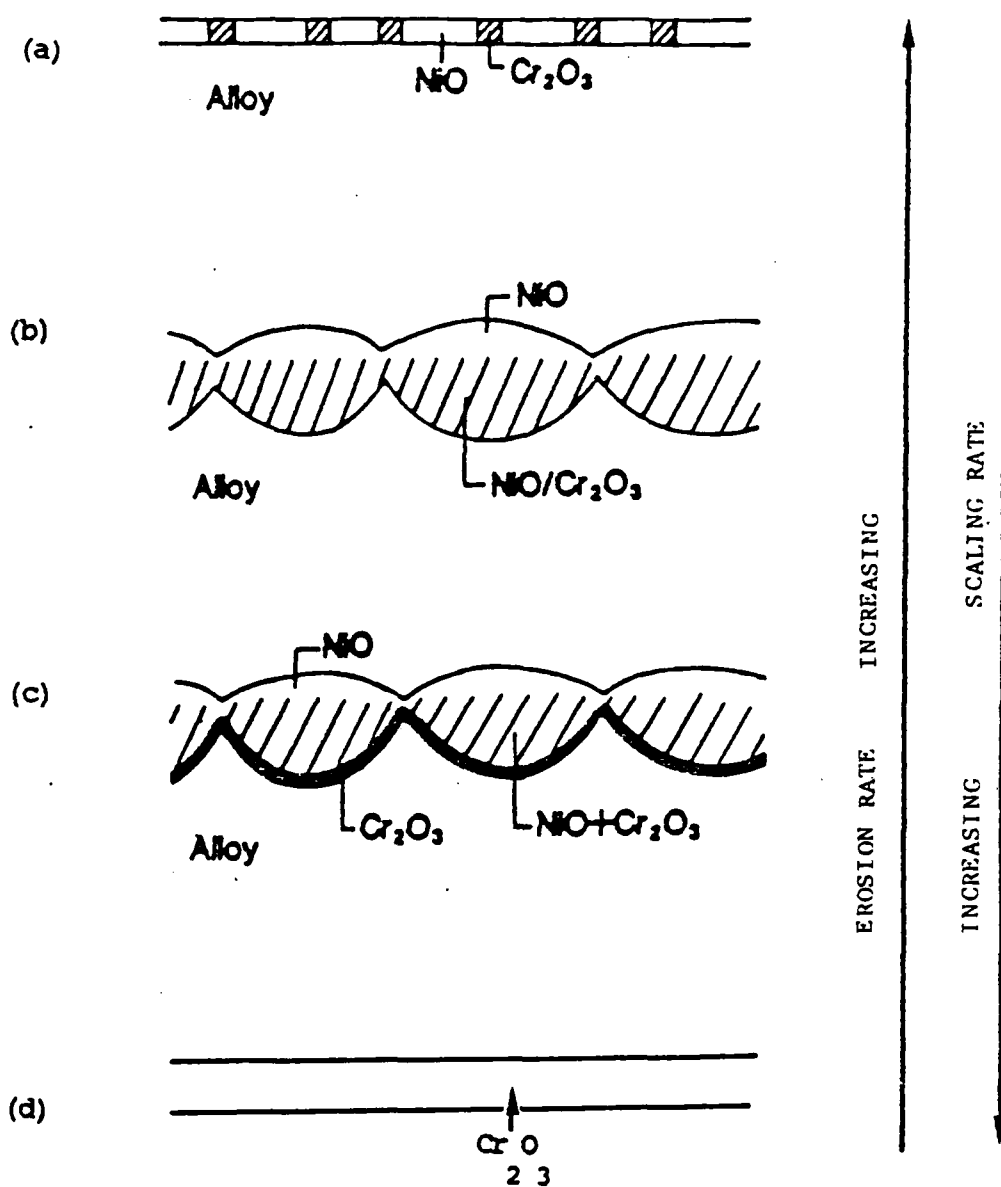 (a)
NiO
Cr₂O₃
Alloy
(b)
NiO
Alloy
NiO/Cr₂O₃
(c)
NiO
Cr₂O₃
NiO+Cr₂O₃
Alloy
(d)
Cr O
2 3
EROSION RATE INCREASING
INCREASING SCALING RATE